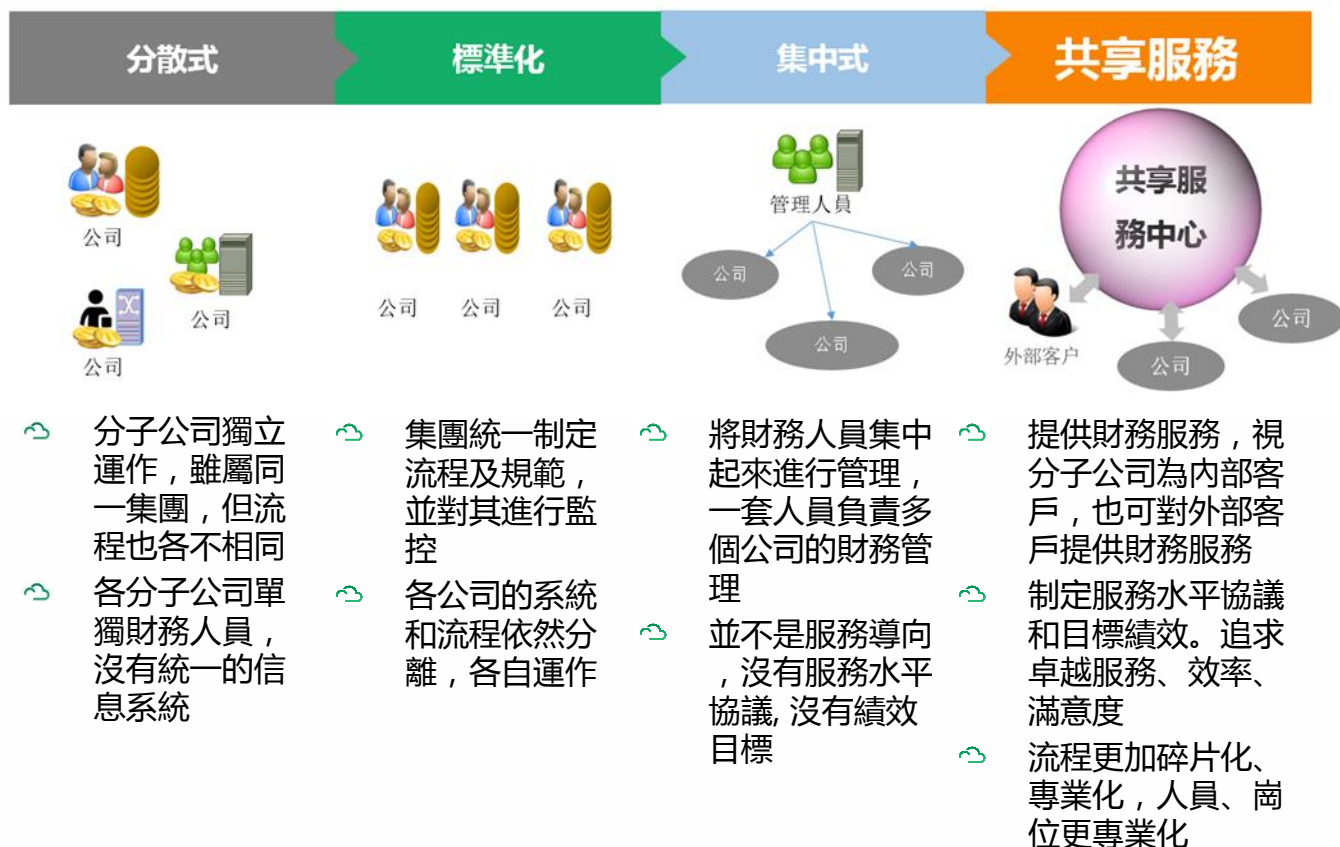 分散式
標準化
集中式
共享服務
公司
公司
公司
公司
公司
公司
管理人員
公司
公司
公司
共享服
務中心
外部客户
公司
公司
分子公司獨立
運作，雖屬同
一集團，但流
程也各不相同
各分子公司單
獨財務人員，
沒有統一的信
息系統
集團統一制定
流程及規範，
並對其進行監
控
各公司的系統
和流程依然分
離，各自運作
將財務人員集中
起來進行管理，
一套人員負責多
個公司的財務管
理
並不是服務導向
，沒有服務水平
協議, 沒有績效
目標
提供財務服務，視
分子公司為內部客
戶，也可對外部客
戶提供財務服務
制定服務水平協議
和目標績效。追求
卓越服務、效率、
滿意度
流程更加碎片化、
專業化，人員、崗
位更專業化